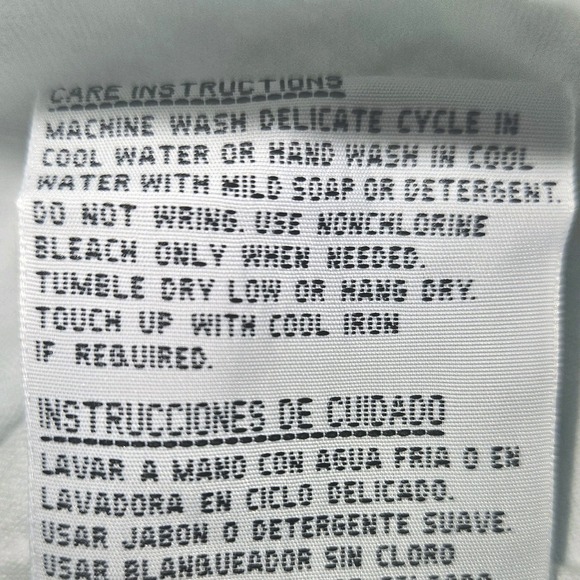 CARE INSTRUCTIONS
MACHINE WASH DELICATE CYCLE IN
COOL WATER OR HAND WASH IN COOL
WATER WITH MILD SOAP OR DETERGENT.
DO NOT WRING. USE NONCHLORINE
BLEACH ONLY WHEN NEEDED.
TUMBLE DRY LOW OR HANG DRY.
TOUCH UP WITH COOL IRON
IF REQUIRED.
INSTRUCCIONES DE CUIDADO
LAVAR A MANO CON AGUA FRIA O EN
LAVADORA EN CICLO DELICADO.
USAR JABON O DETERGENTE SUAVE.
USAR BLANQUEADOR SIN CLORO